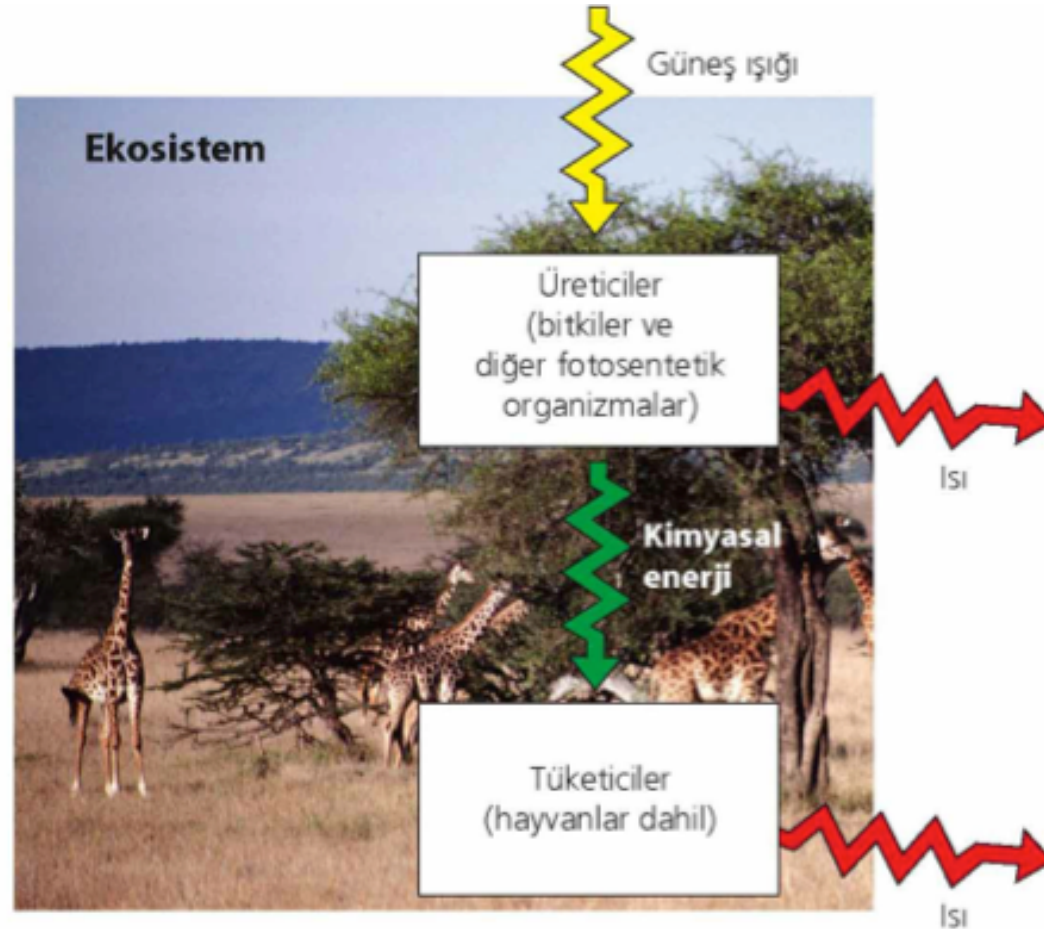 Güneş ışığı
Ekosistem
Üreticiler
(bitkiler ve
diğer fotosentetik
organizmalar)
Isı
Kimyasal
enerji
Tüketiciler
(hayvanlar dahil)
Isı